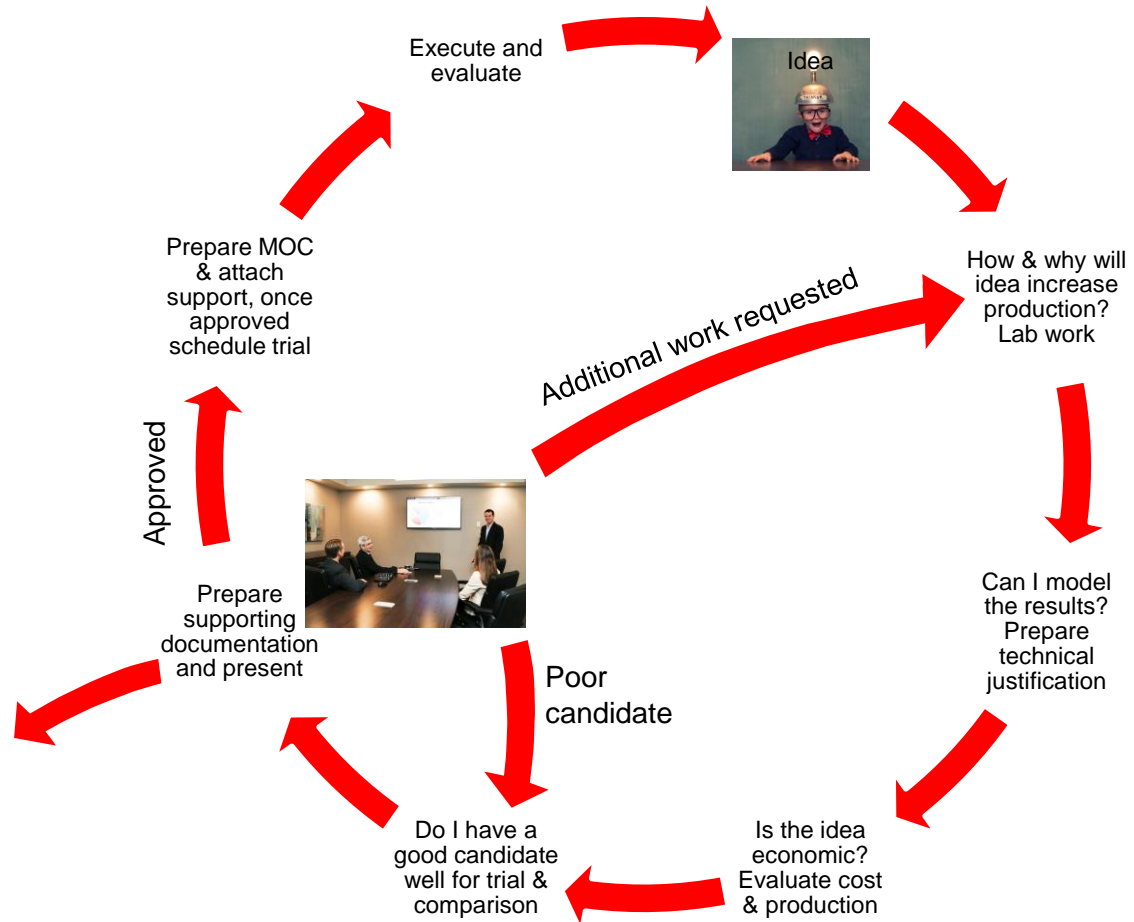 Idea
How & why will
idea increase
production?
Lab work
Can I model
the results?
Prepare
technical
justification
Is the idea
economic?
Evaluate cost
& production
Do I have a
good candidate
well for trial &
comparison
Prepare
supporting
documentation
and present
Approved
Prepare MOC
& attach
support, once
approved
schedule trial
Execute and
evaluate
Additional work requested
Poor
candidate